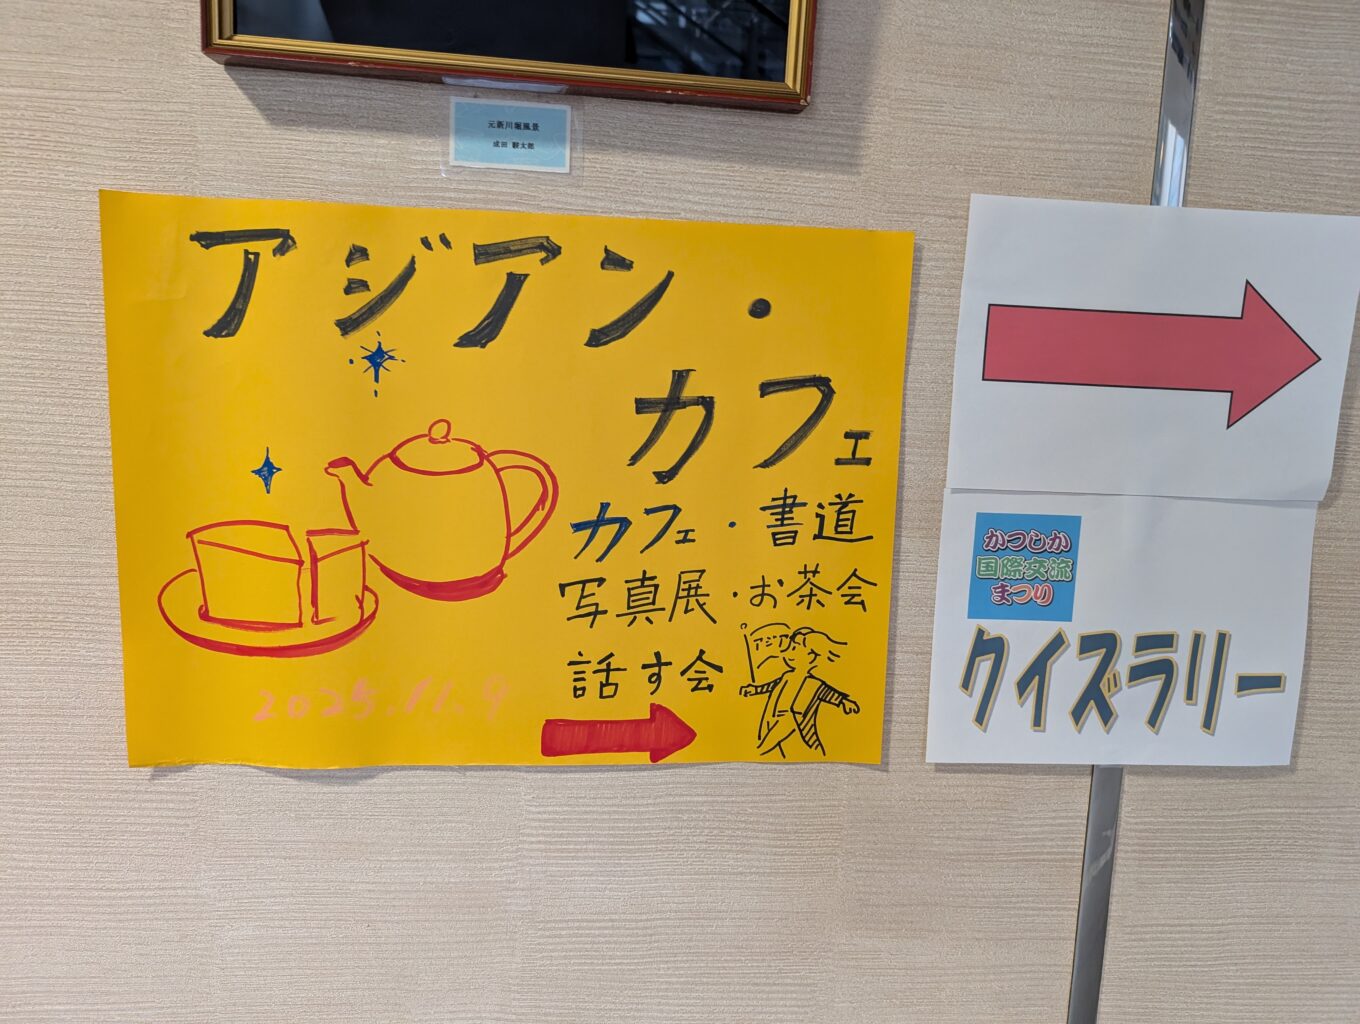 元新川堀風景
成田 太郎
アジアン・
カフェ
カフェ・書道
写真展・お茶会
話す会
アジア
2025.11.9
かつしか
国際交流
まつり
クイズラリー